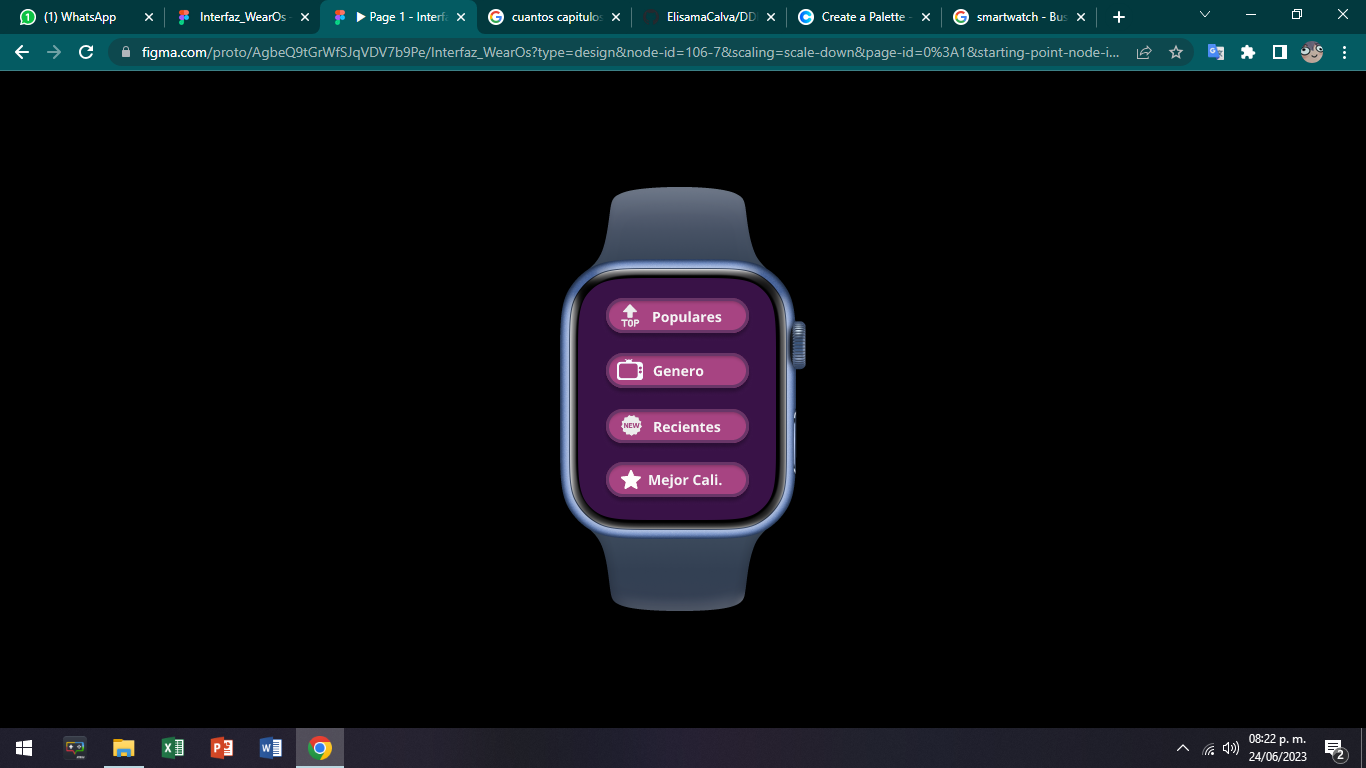 (1) WhatsApp
Interfaz_WearOs -
Page 1 - Interf
cuantos capitulos
ElisamaCalva/DD
Create a Palette -
smartwatch - Bus
figma.com/proto/AgbeQ9tGrWfSJqVDV7b9Pe/Interfaz_WearOs?type=design&node-id=106-7&scaling=scale-down&page-id=0%3A1&starting-point-node-i...
TOP Populares
Genero
NEW Recientes
Mejor Cali.
08:22 p. m.
24/06/2023
2